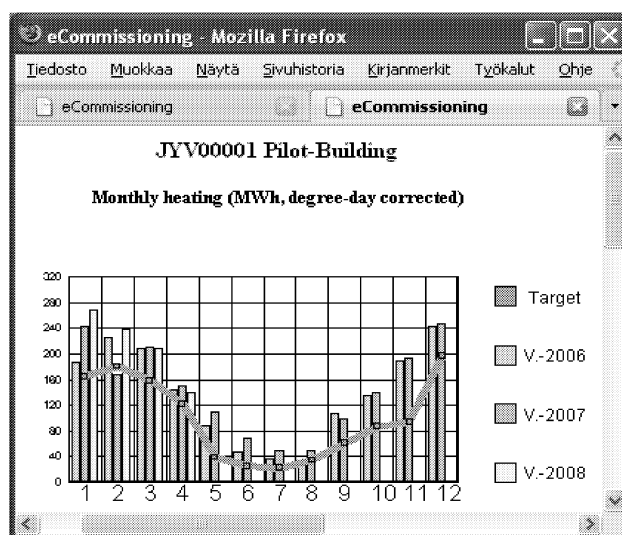 eCommissioning - Mozilla Firefox
Tiedosto Muokkaa Näytä Sivuhistoria Kirjanmerkit Työkalut Ohje
eCommissioning eCommissioning
JYV00001 Pilot-Building
Monthly heating (MWh, degree-day corrected)
320
280
240
200
160
120
80
40
0
1 2 3 4 5 6 7 8 9 10 11 12
Target
V.-2006
V.-2007
V.-2008